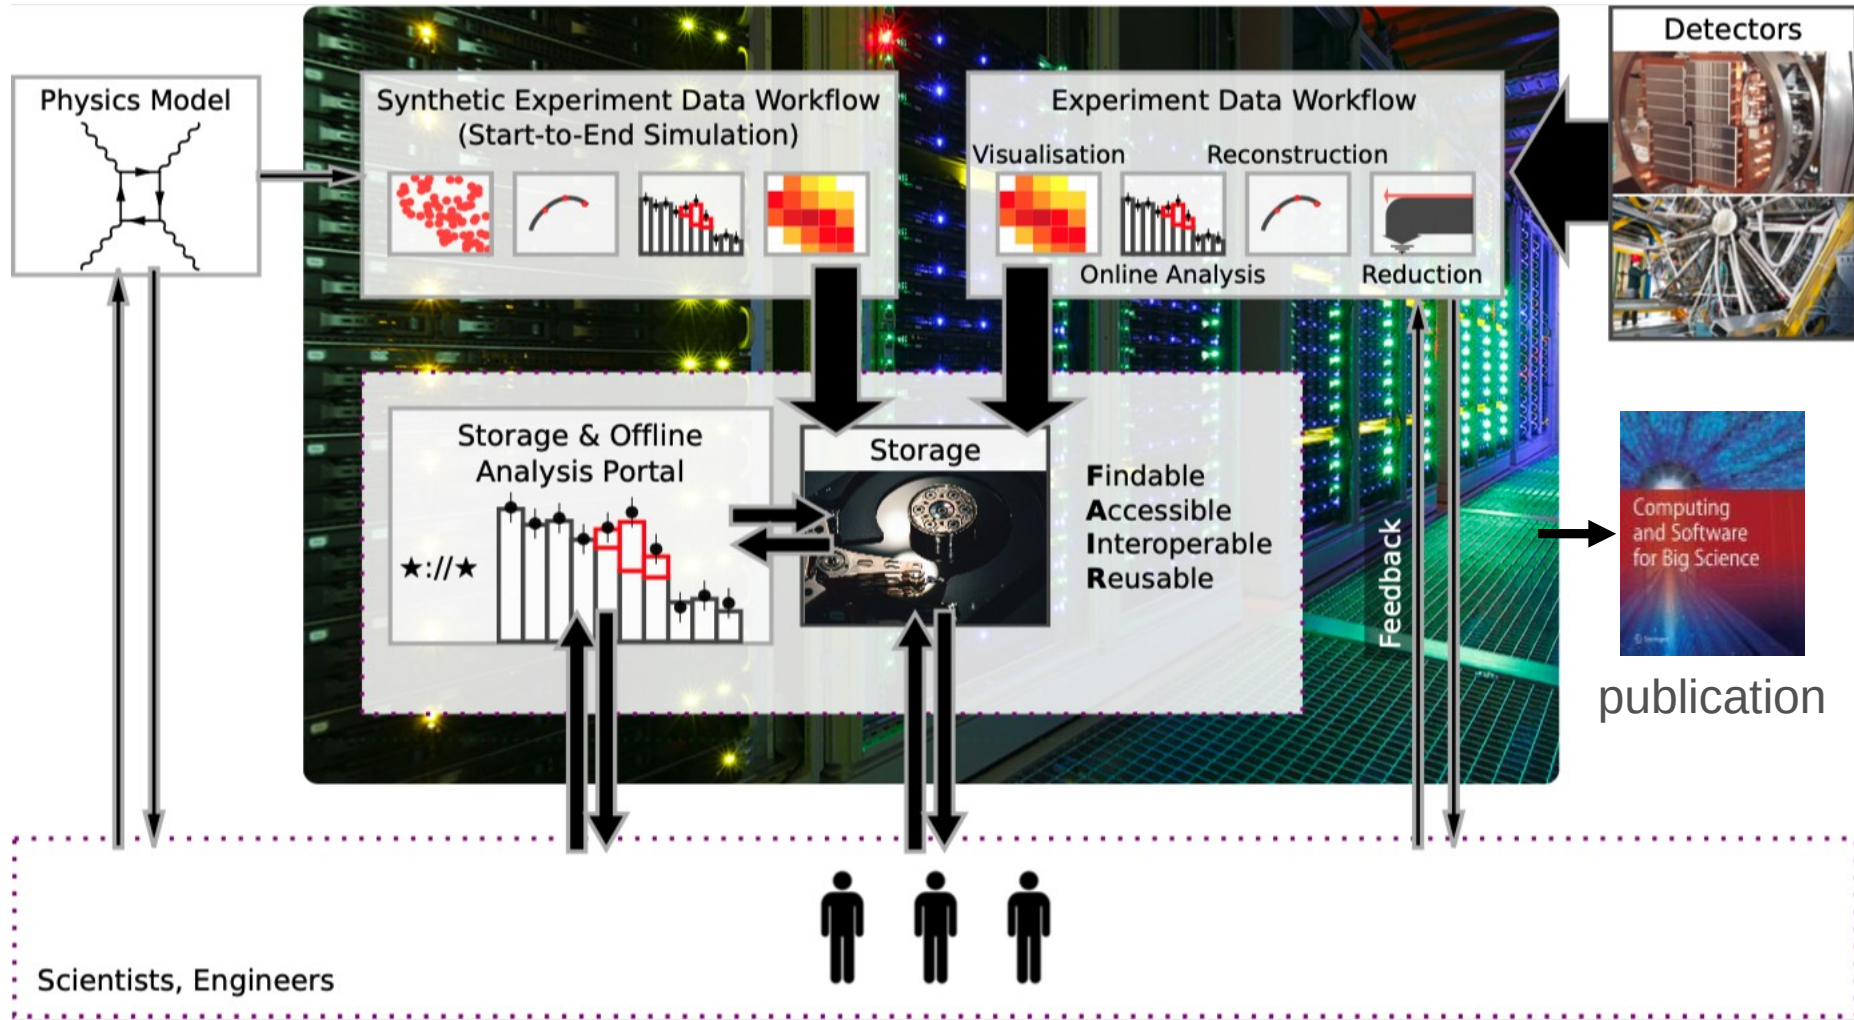 Detectors
Physics Model
Synthetic Experiment Data Workflow
(Start-to-End Simulation)
Experiment Data Workflow
Visualisation
Reconstruction
Online Analysis
Reduction
Storage & Offline
Analysis Portal
★://★
Storage
Findable
Accessible
Interoperable
Reusable
Feedback
Computing
and Software
for Big Science
Springer
publication
Scientists, Engineers